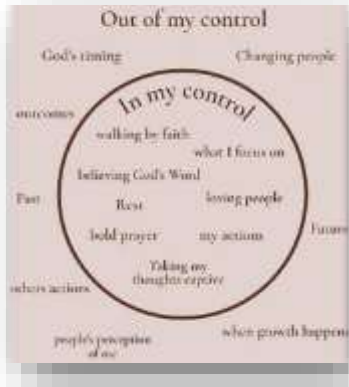 Out of my control
God's timing
Changing people
outcomes
In my control
walking by faith
what I focus on
believing God's Word
Past
Rest
loving people
bold prayer
my actions
Future
Taking my
thoughts captive
others actions
people's perception
of me
when growth happens